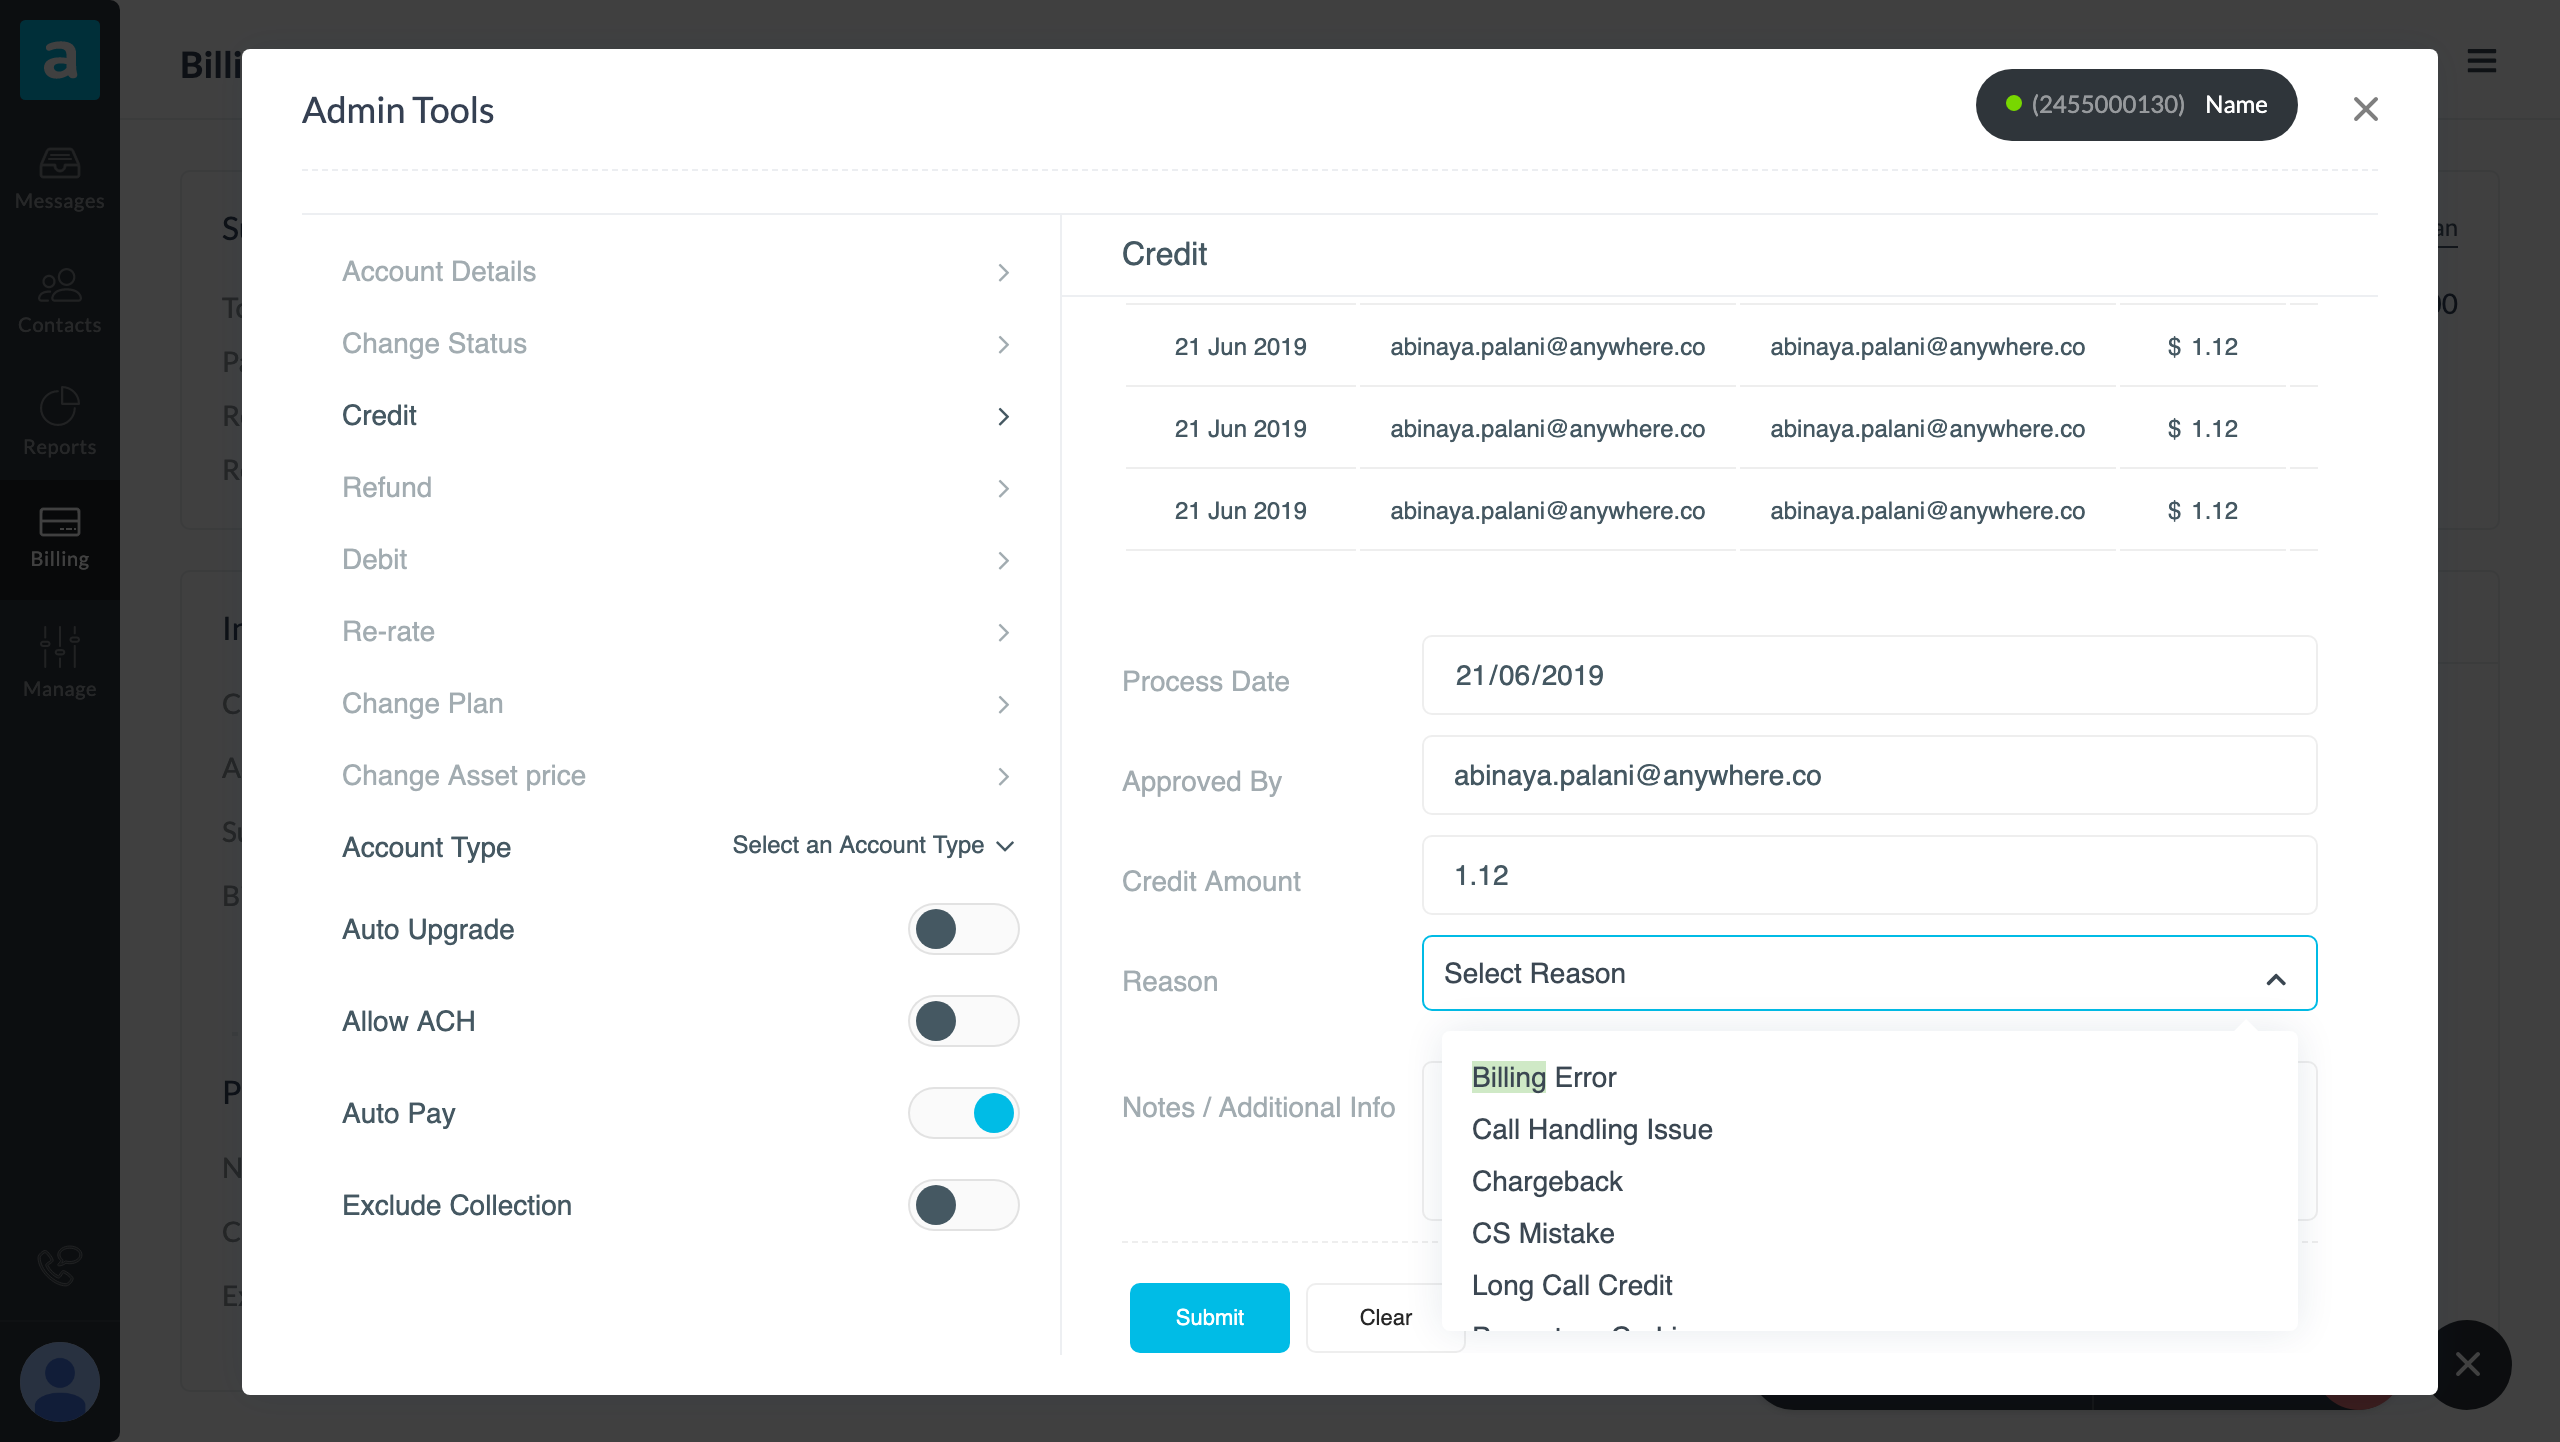 a
Messages
Contacts
Reports
Billing
Manage
Admin Tools
(2455000130) Name
Account Details
Change Status
Credit
Refund
Debit
Re-rate
Change Plan
Change Asset price
Account Type Select an Account Type
Auto Upgrade
Allow ACH
Auto Pay
Exclude Collection
Credit
21 Jun 2019 abinaya.palani@anywhere.co abinaya.palani@anywhere.co $ 1.12
21 Jun 2019 abinaya.palani@anywhere.co abinaya.palani@anywhere.co $ 1.12
21 Jun 2019 abinaya.palani@anywhere.co abinaya.palani@anywhere.co $ 1.12
Process Date 21/06/2019
Approved By abinaya.palani@anywhere.co
Credit Amount 1.12
Reason Select Reason
Notes / Additional Info
Billing Error
Call Handling Issue
Chargeback
CS Mistake
Long Call Credit
Submit Clear